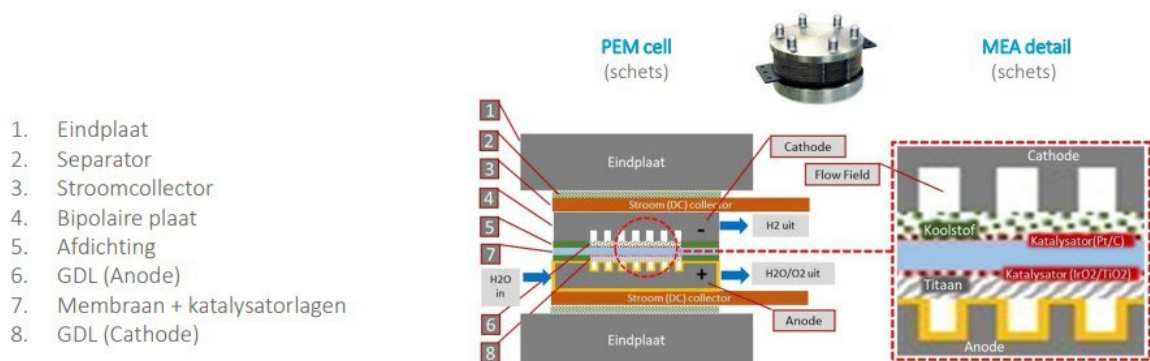 1. Eindplaat
2. Separator
3. Stroomcollector
4. Bipolaire plaat
5. Afdichting
6. GDL (Anode)
7. Membraan + katalysatorlagen
8. GDL (Cathode)
PEM cell
(schets)
MEA detail
(schets)
1
2
3
4
5
7
6
8
Eindplaat
Stroom (DC) collector
Cathode
Flow Field
-
H2 uit
H2O
in
+
H2O/O2 uit
Stroom (DC) collector
Anode
Eindplaat
Cathode
Koolstof
Katalysator(Pt/C)
Katalysator (IrO2/TiO2)
Titaan
Anode